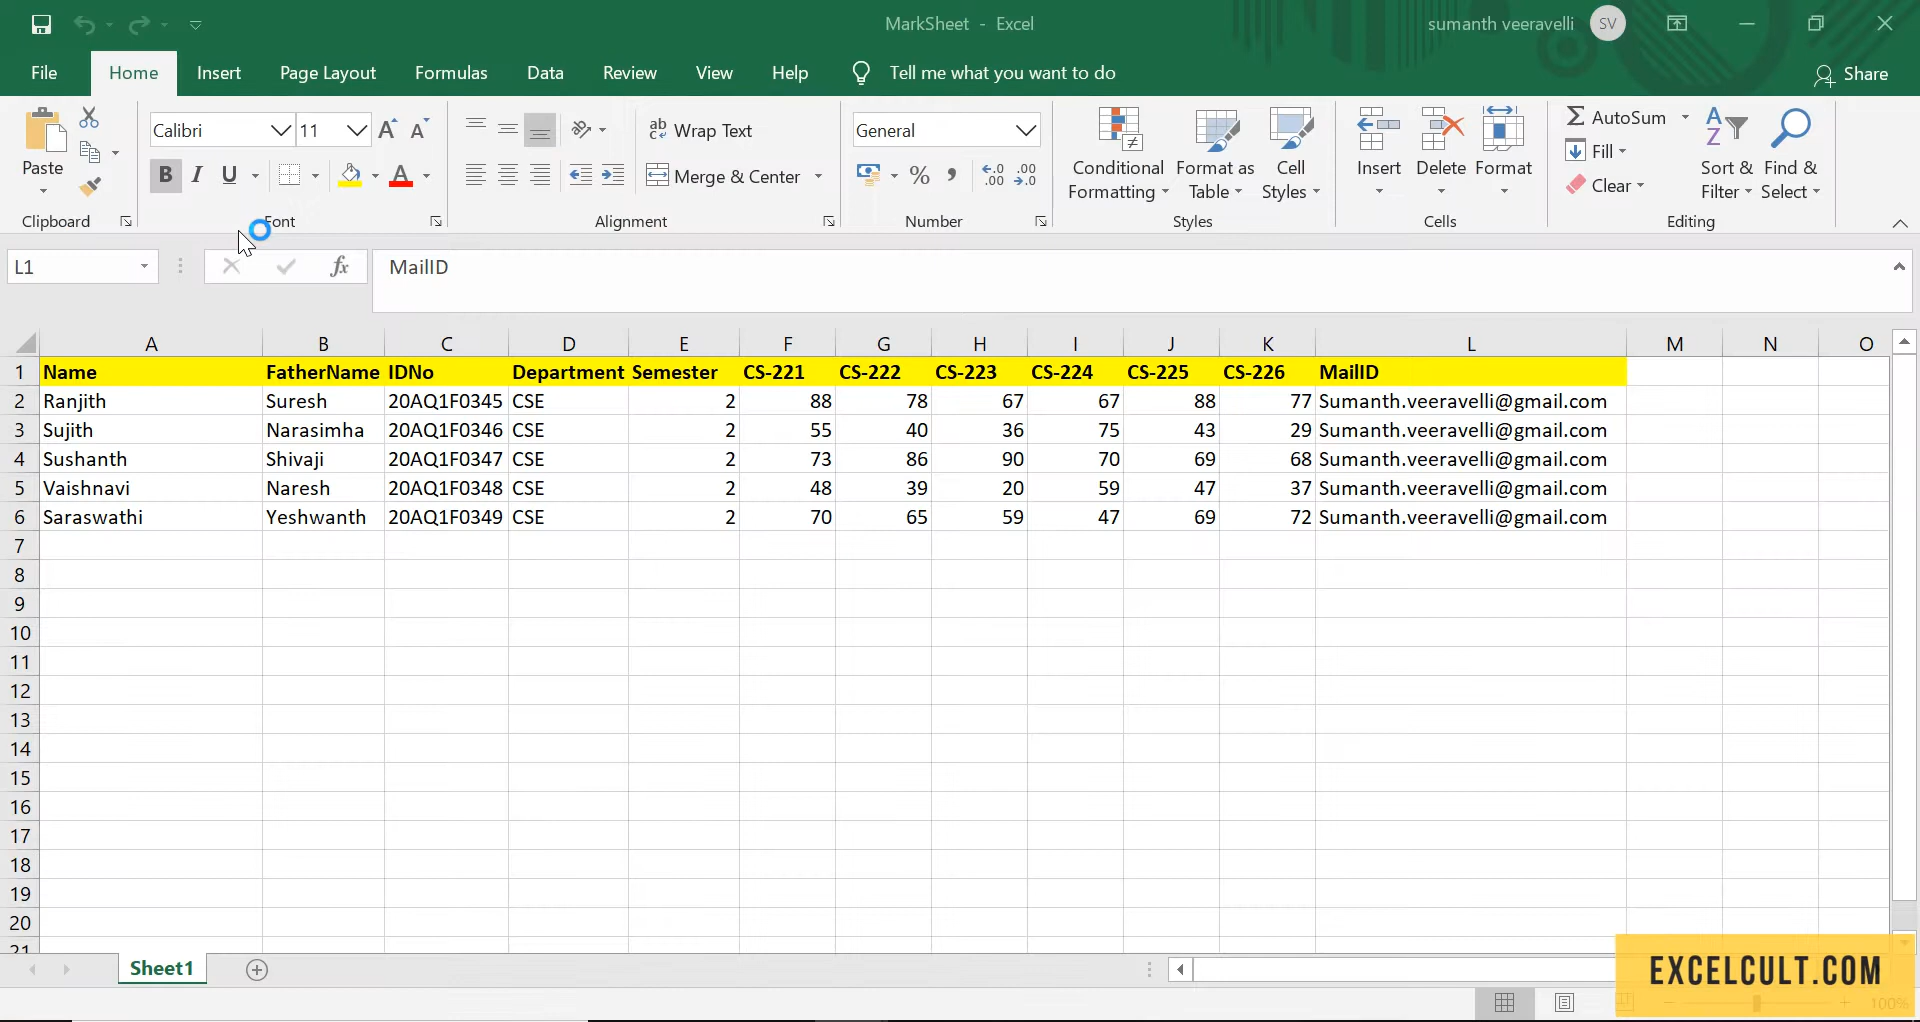 MarkSheet - Excel
sumanth veeravelli SV
File Home Insert Page Layout Formulas Data Review View Help Tell me what you want to do Share
Paste
Clipboard
Calibri 11
B I U
Font
ab Wrap Text
Merge & Center
Alignment
General
% , .0 .00 .00 .0
Number
Conditional Formatting
Format as Table
Cell Styles
Styles
Insert Delete Format
Cells
AutoSum
Fill
Clear
Sort & Filter
Find & Select
Editing
L1 fx MailID
A B C D E F G H I J K L M N O
1 Name FatherName IDNo Department Semester CS-221 CS-222 CS-223 CS-224 CS-225 CS-226 MailID
2 Ranjith Suresh 20AQ1F0345 CSE 2 88 78 67 67 88 77 Sumanth.veeravelli@gmail.com
3 Sujith Narasimha 20AQ1F0346 CSE 2 55 40 36 75 43 29 Sumanth.veeravelli@gmail.com
4 Sushanth Shivaji 20AQ1F0347 CSE 2 73 86 90 70 69 68 Sumanth.veeravelli@gmail.com
5 Vaishnavi Naresh 20AQ1F0348 CSE 2 48 39 20 59 47 37 Sumanth.veeravelli@gmail.com
6 Saraswathi Yeshwanth 20AQ1F0349 CSE 2 70 65 59 47 69 72 Sumanth.veeravelli@gmail.com
7
8
9
10
11
12
13
14
15
16
17
18
19
20
21
Sheet1
EXCELCULT.COM
100%